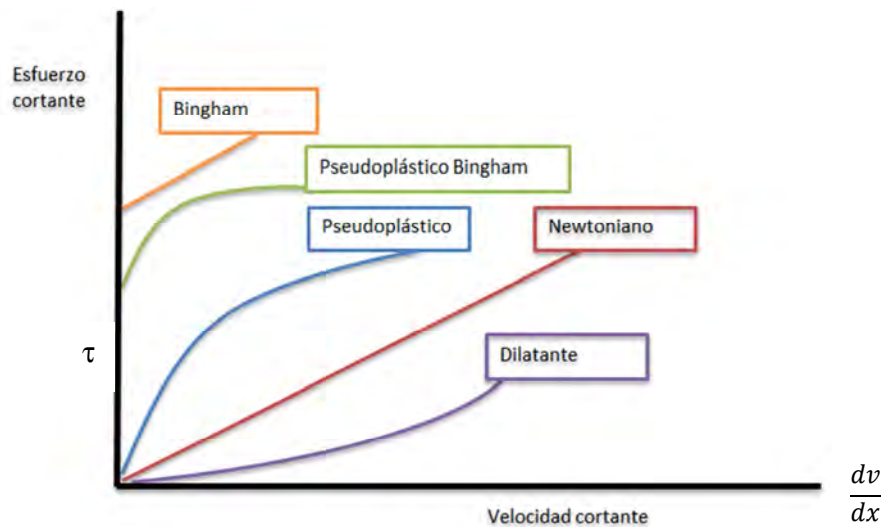 Esfuerzo
cortante
Bingham
Pseudoplástico Bingham
Pseudoplástico
Newtoniano
Dilatante
τ
dv
dx
Velocidad cortante